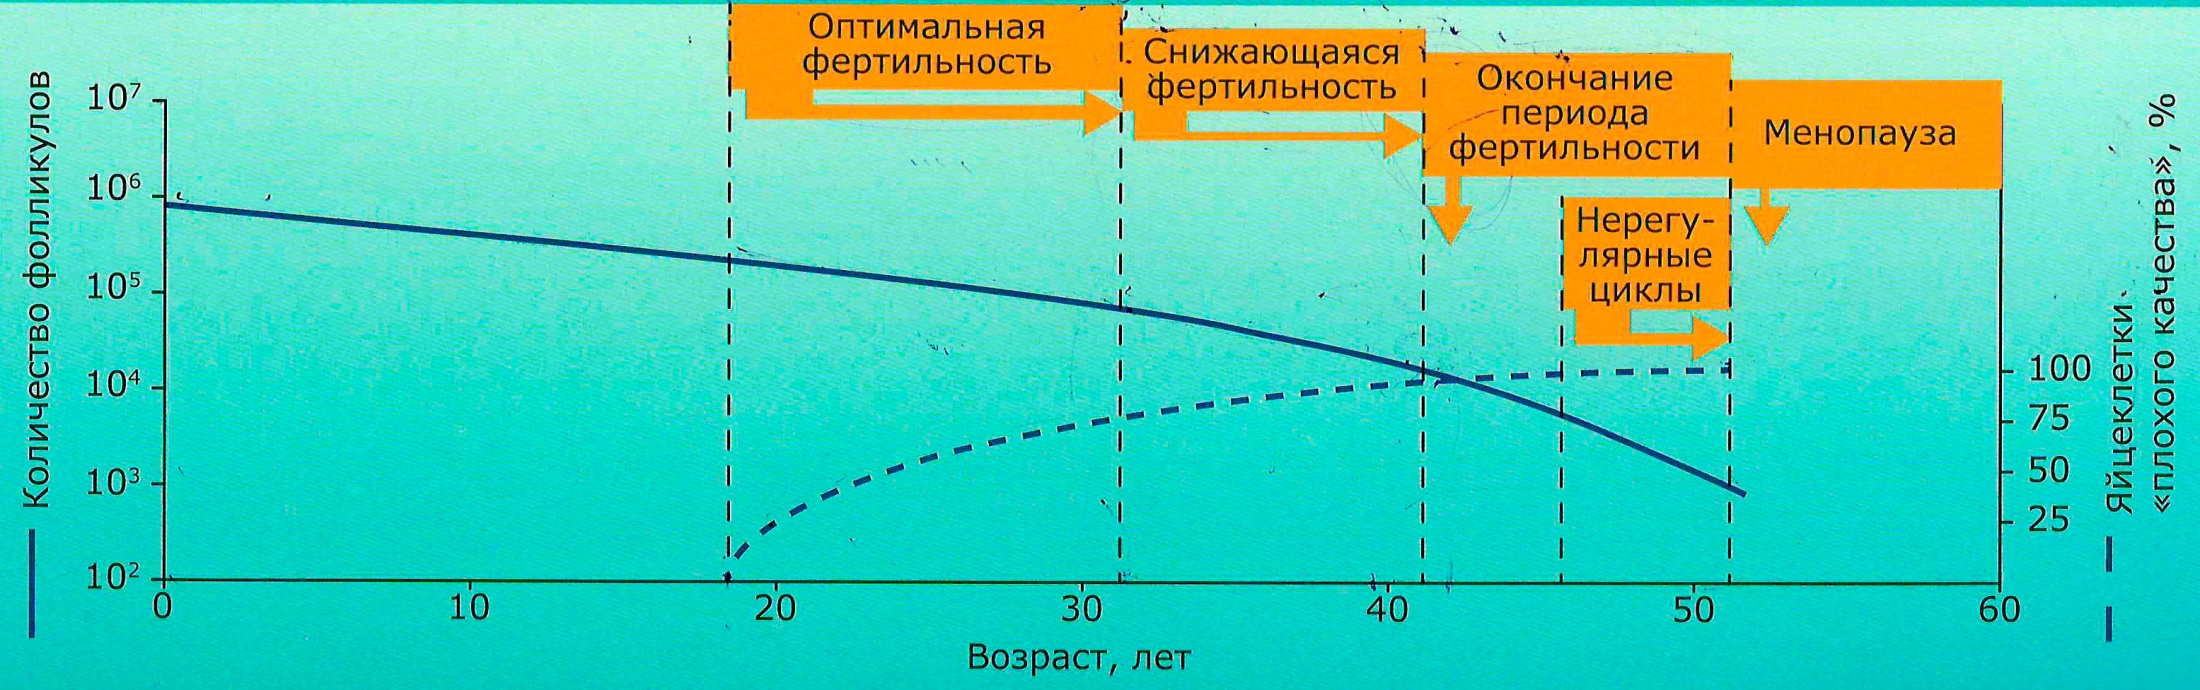 Оптимальная
фертильность
Снижающаяся
фертильность
Окончание
периода
фертильности
Менопауза
Нерегу-
лярные
циклы
Количество фолликулов
10⁷
10⁶
10⁵
10⁴
10³
10²
0
10
20
30
40
50
60
Возраст, лет
100
75
50
25
Яйцеклетки
«плохого качества», %